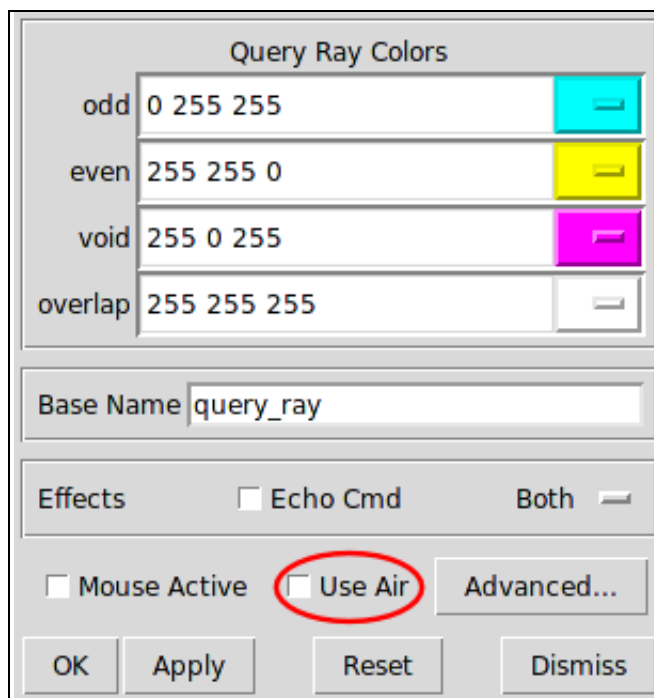 Query Ray Colors
odd 0 255 255
even 255 255 0
void 255 0 255
overlap 255 255 255
Base Name query_ray
Effects Echo Cmd Both
Mouse Active Use Air Advanced...
OK Apply Reset Dismiss